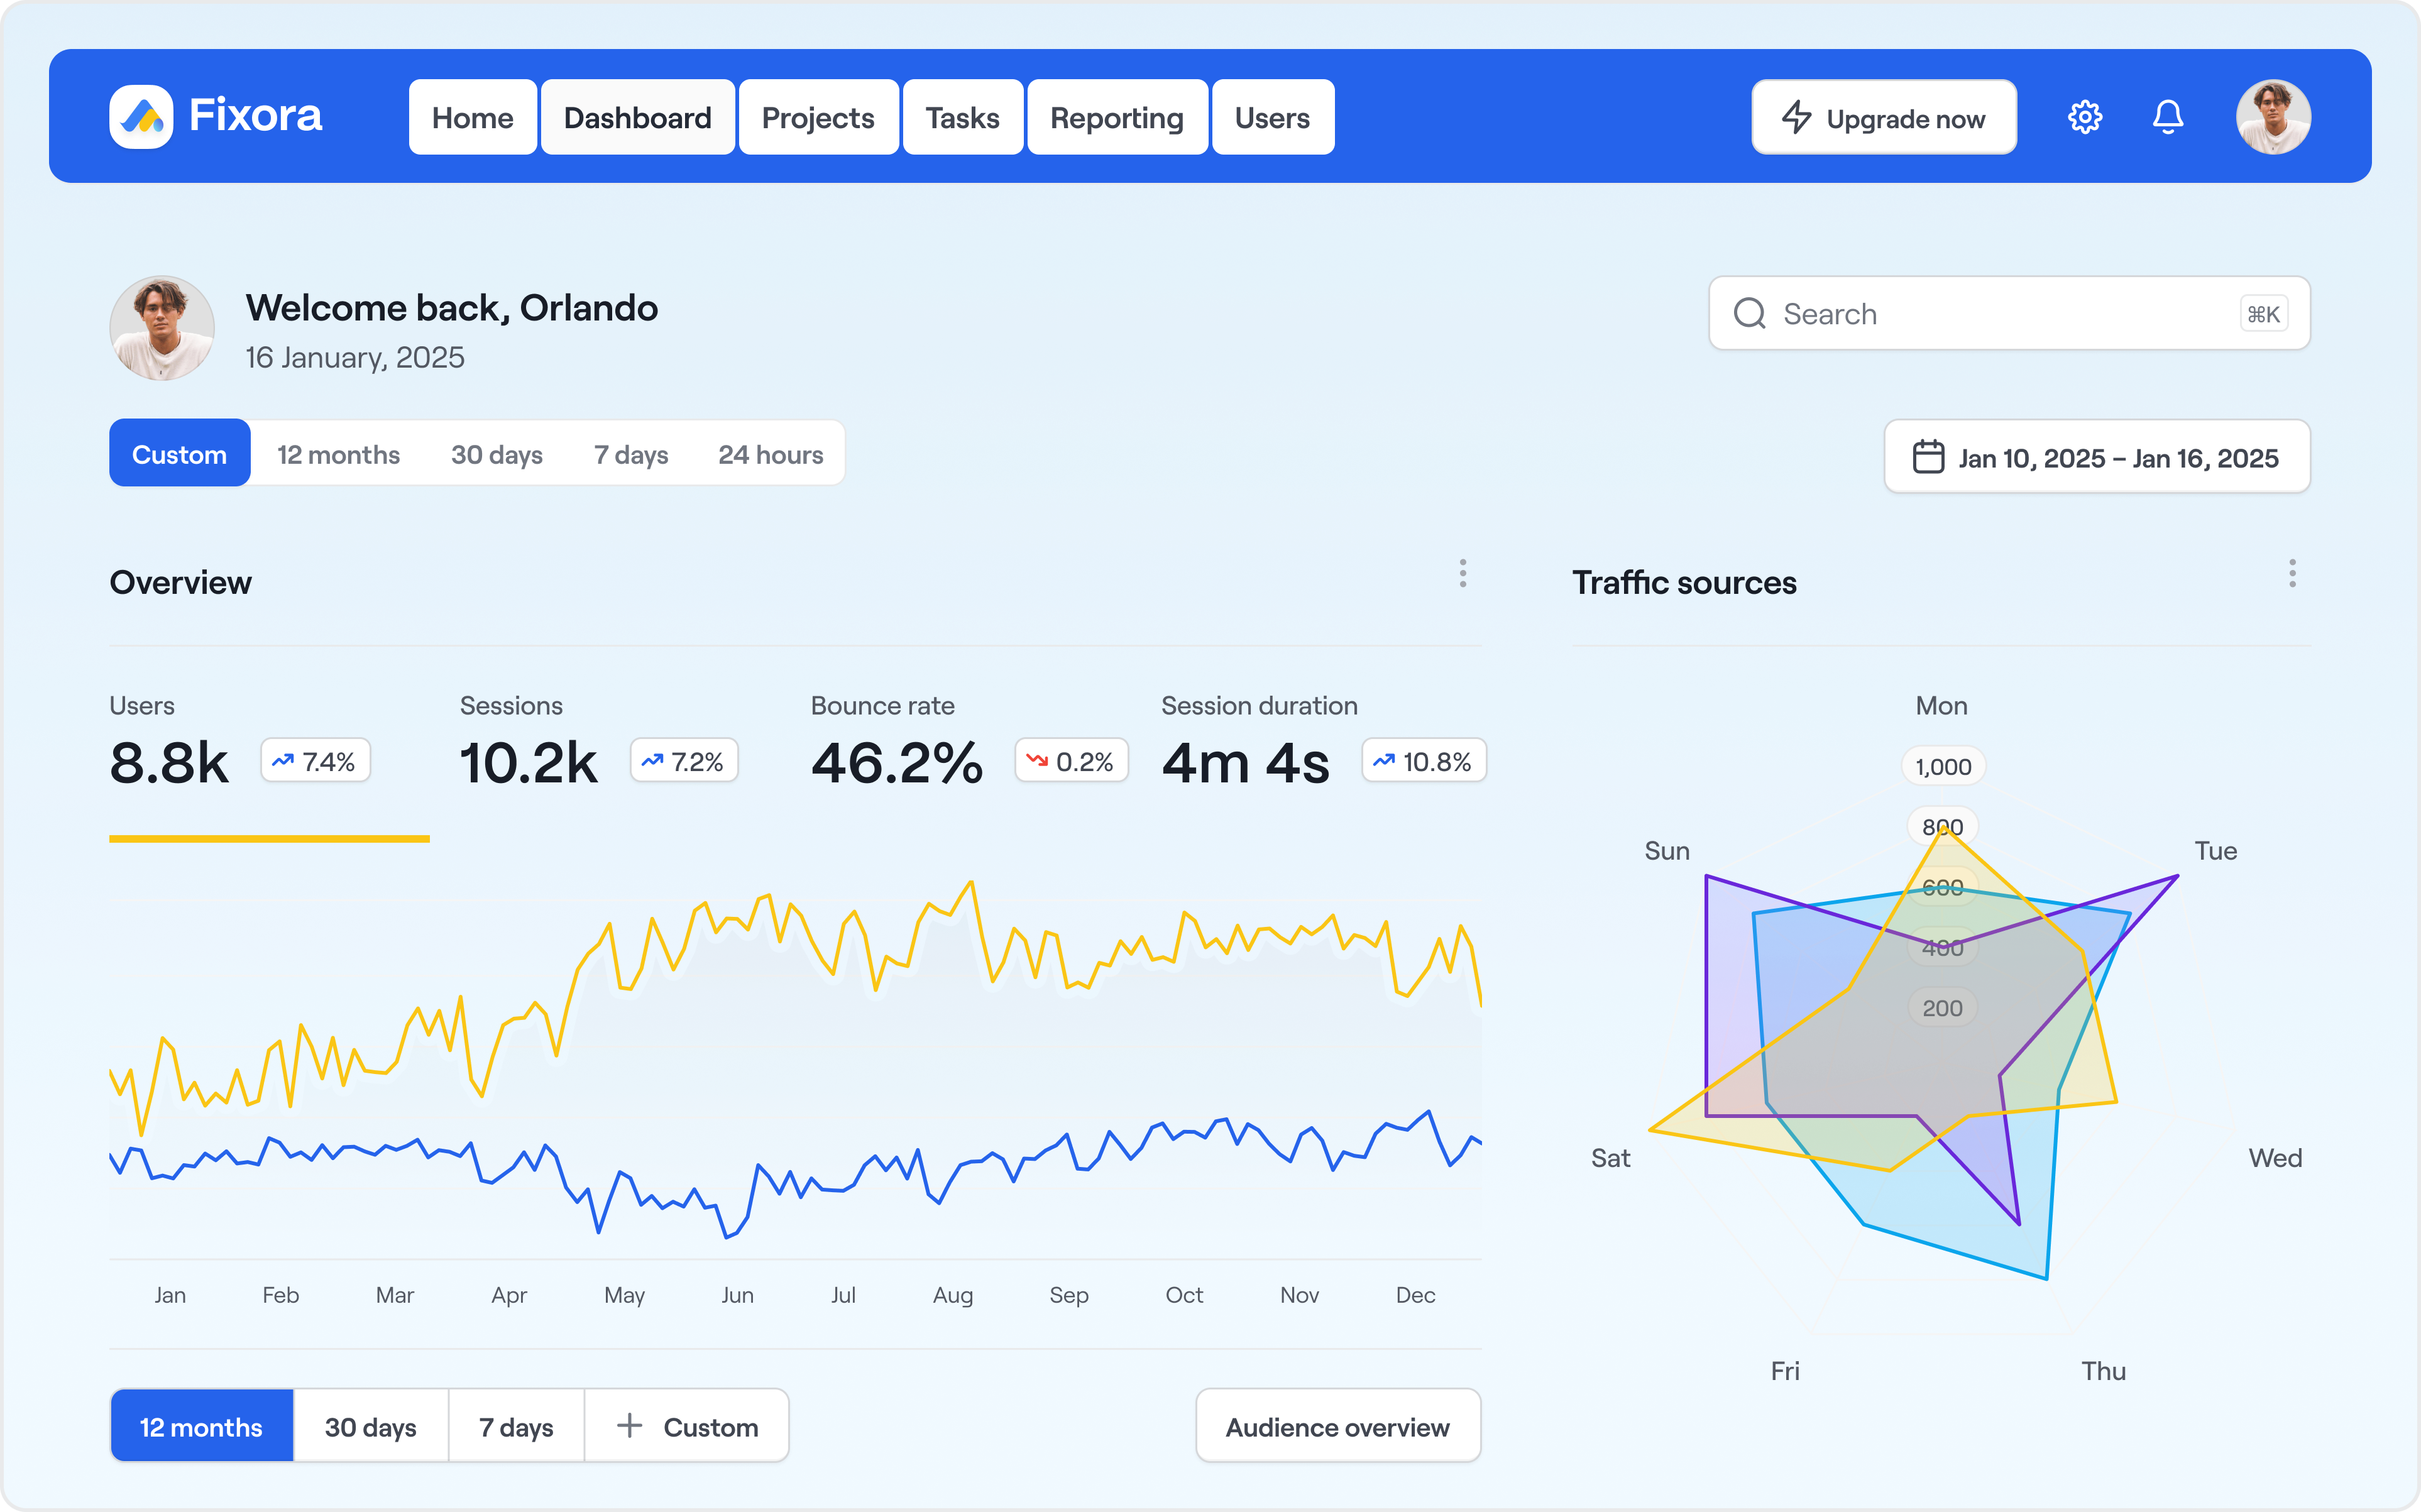 Fixora
Home
Dashboard
Projects
Tasks
Reporting
Users
Upgrade now
Welcome back, Orlando
16 January, 2025
Search
⌘K
Custom
12 months
30 days
7 days
24 hours
Jan 10, 2025 – Jan 16, 2025
Overview
Users
8.8k
7.4%
Sessions
10.2k
7.2%
Bounce rate
46.2%
0.2%
Session duration
4m 4s
10.8%
Jan
Feb
Mar
Apr
May
Jun
Jul
Aug
Sep
Oct
Nov
Dec
12 months
30 days
7 days
Custom
Audience overview
Traffic sources
Mon
1,000
800
600
400
200
Tue
Wed
Thu
Fri
Sat
Sun